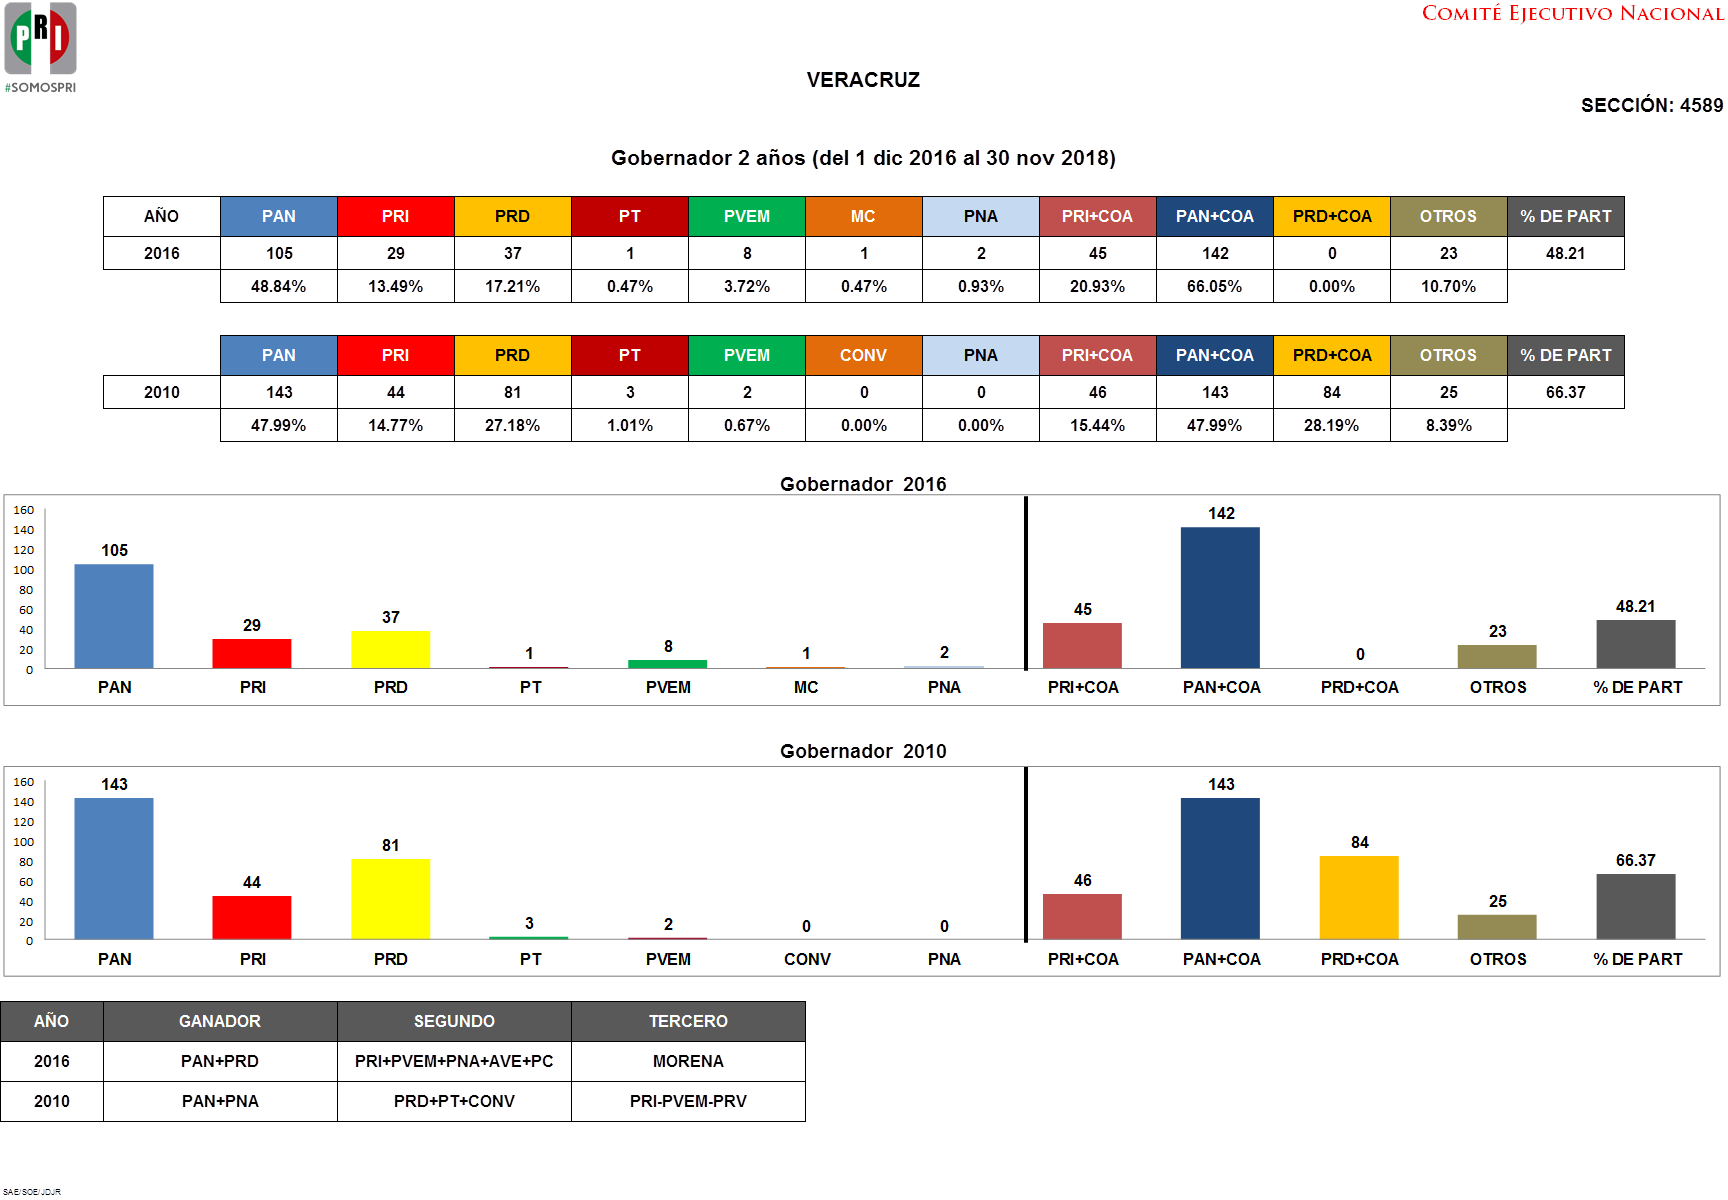 PRI
#SOMOSPRI
COMITÉ EJECUTIVO NACIONAL
VERACRUZ
SECCIÓN: 4589
Gobernador 2 años (del 1 dic 2016 al 30 nov 2018)
AÑO PAN PRI PRD PT PVEM MC PNA PRI+COA PAN+COA PRD+COA OTROS % DE PART
2016 105 29 37 1 8 1 2 45 142 0 23 48.21
48.84% 13.49% 17.21% 0.47% 3.72% 0.47% 0.93% 20.93% 66.05% 0.00% 10.70%
PAN PRI PRD PT PVEM CONV PNA PRI+COA PAN+COA PRD+COA OTROS % DE PART
2010 143 44 81 3 2 0 0 46 143 84 25 66.37
47.99% 14.77% 27.18% 1.01% 0.67% 0.00% 0.00% 15.44% 47.99% 28.19% 8.39%
Gobernador 2016
160
140
120
100
80
60
40
20
0
105 29 37 1 8 1 2 45 142 0 23 48.21
PAN PRI PRD PT PVEM MC PNA PRI+COA PAN+COA PRD+COA OTROS % DE PART
Gobernador 2010
160
140
120
100
80
60
40
20
0
143 44 81 3 2 0 0 46 143 84 25 66.37
PAN PRI PRD PT PVEM CONV PNA PRI+COA PAN+COA PRD+COA OTROS % DE PART
AÑO GANADOR SEGUNDO TERCERO
2016 PAN+PRD PRI+PVEM+PNA+AVE+PC MORENA
2010 PAN+PNA PRD+PT+CONV PRI-PVEM-PRV
SAE/SOE/JDJR